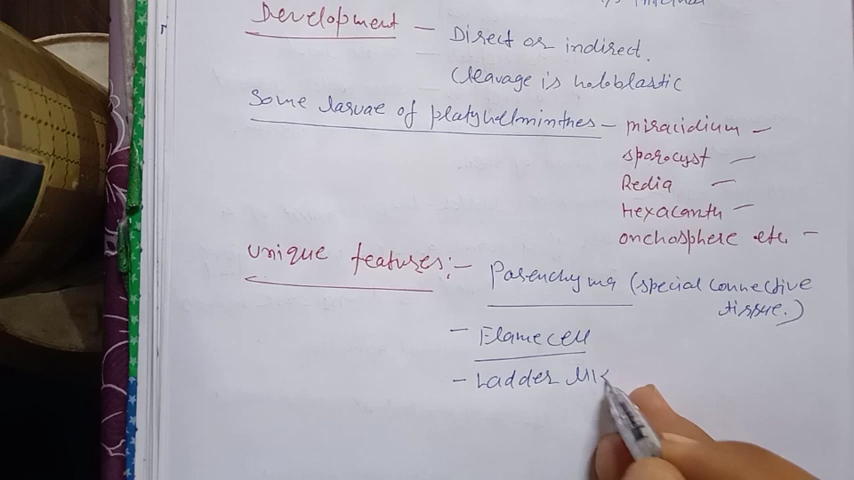 Development - Direct or indirect.
Cleavage is holoblastic
Some larvae of platyhelminthes - miracidium -
sporocyst -
Redia -
Hexacanth -
onchosphere etc. -
Unique features:- Parenchyma (special connective
tissue.)
- Flame cell
- Ladder